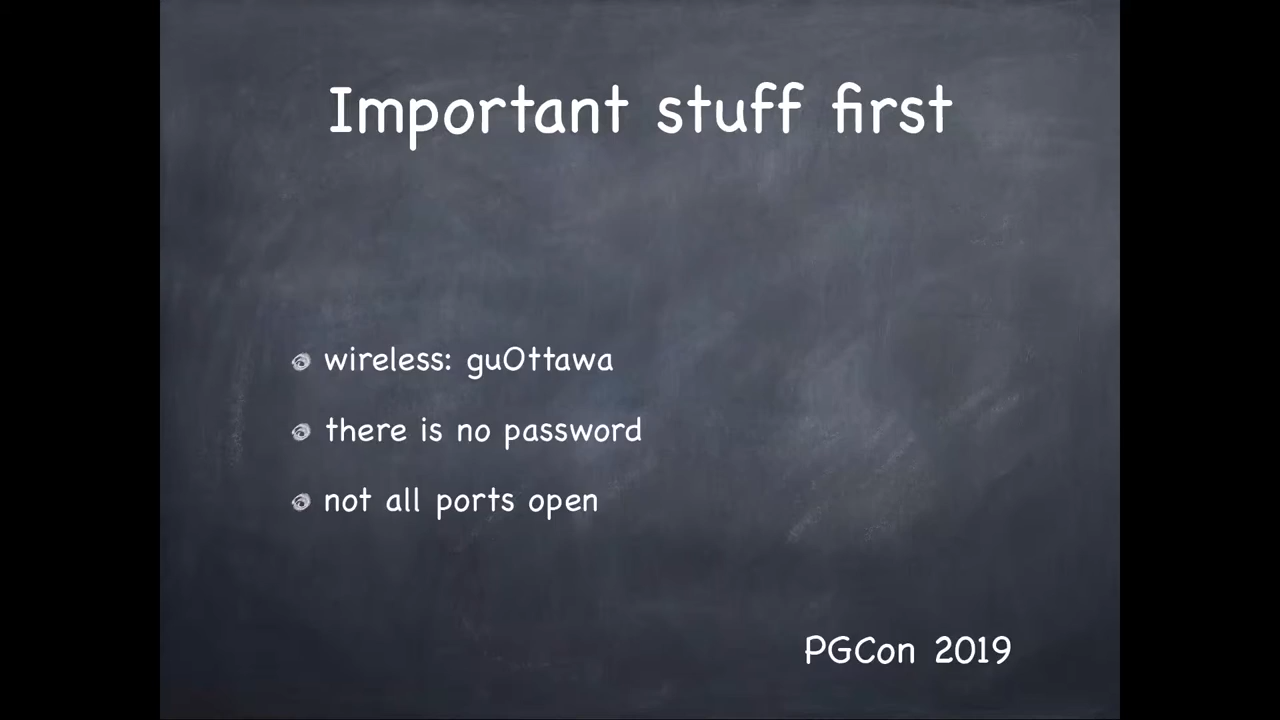 Important stuff first
wireless: guOttawa
there is no password
not all ports open
PGCon 2019